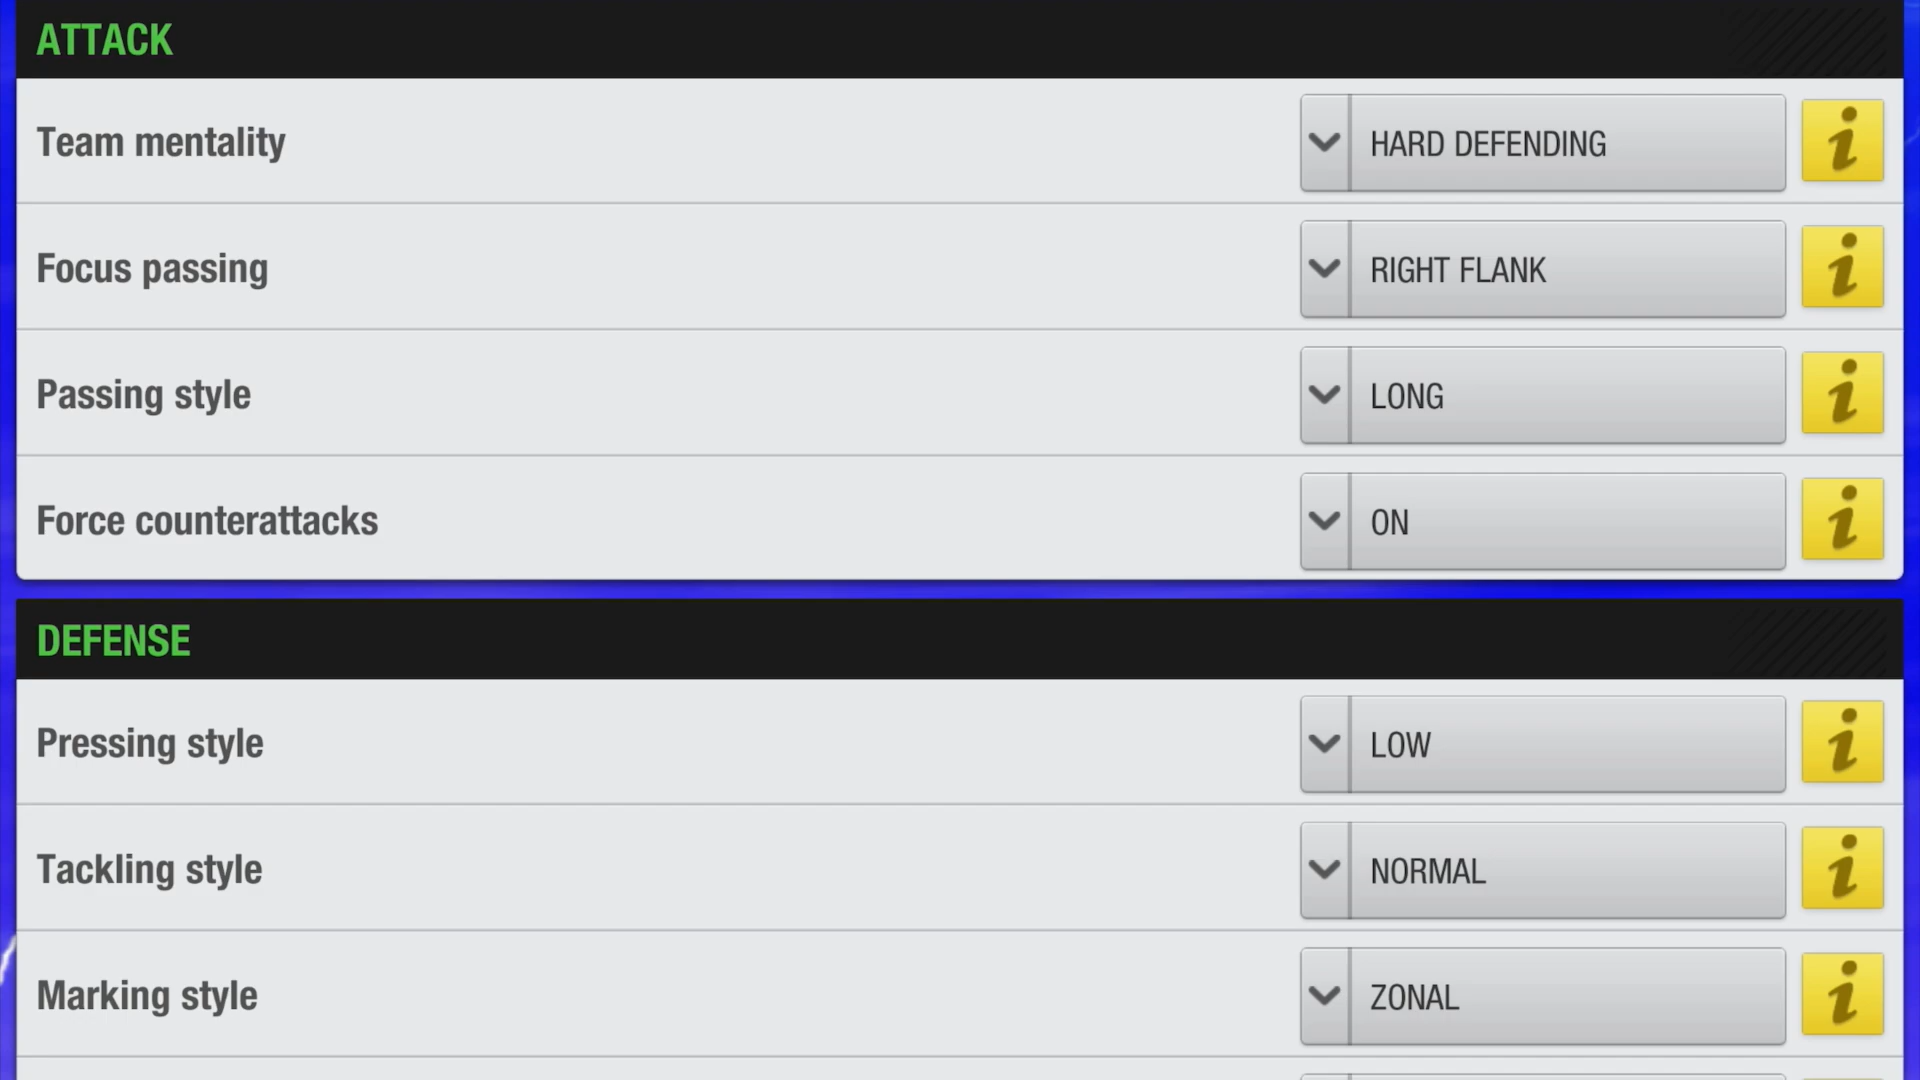 ATTACK
Team mentality HARD DEFENDING
Focus passing RIGHT FLANK
Passing style LONG
Force counterattacks ON
DEFENSE
Pressing style LOW
Tackling style NORMAL
Marking style ZONAL